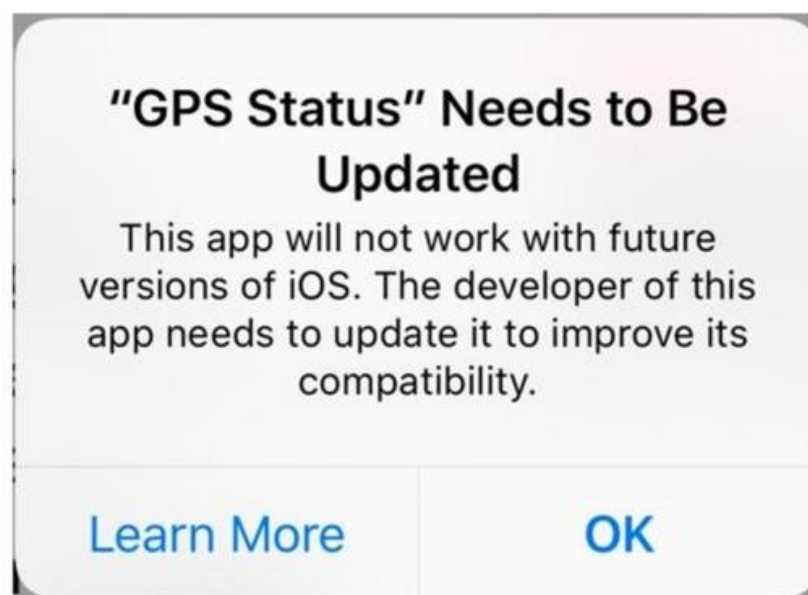 "GPS Status" Needs to Be
Updated
This app will not work with future
versions of iOS. The developer of this
app needs to update it to improve its
compatibility.
Learn More
OK